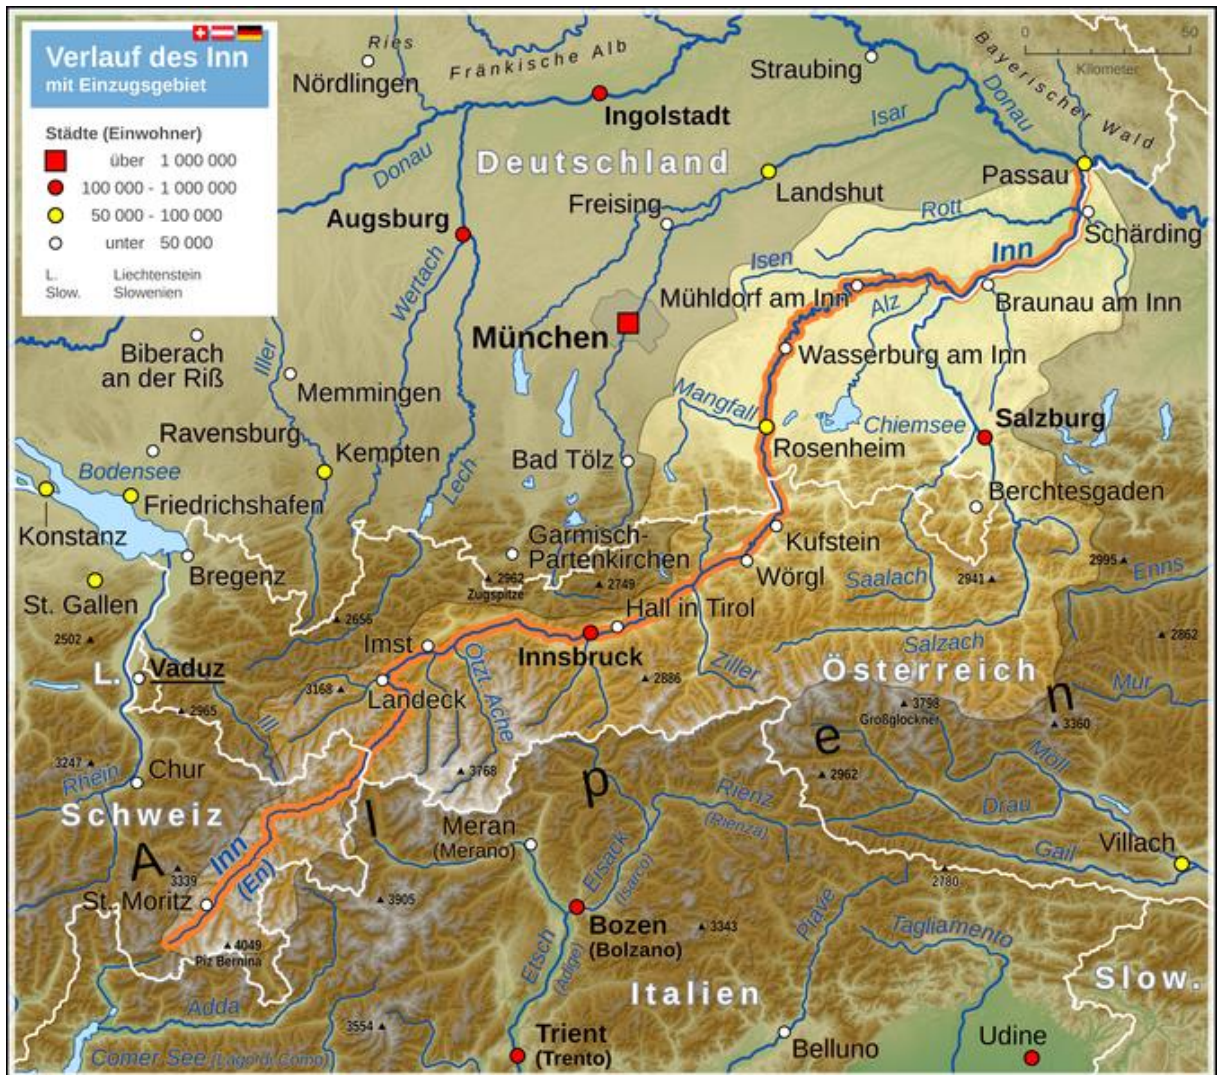 Verlauf des Inn
mit Einzugsgebiet
Städte (Einwohner)
über 1 000 000
100 000 - 1 000 000
50 000 - 100 000
unter 50 000
L. Liechtenstein
Slow. Slowenien
Ries
Nördlingen
Fränkische Alb
Ingolstadt
Straubing
0 50
Kilometer
Bayerischer Wald
Donau
Donau
Isar
Deutschland
Passau
Landshut
Freising
Augsburg
Rott
Schärding
Inn
Wertach
Isen
Mühldorf am Inn
Alz
Braunau am Inn
München
Biberach
an der Riß
Iller
Memmingen
Wasserburg am Inn
Mangfall
Chiemsee
Salzburg
Ravensburg
Kempten
Rosenheim
Bodensee
Lech
Bad Tölz
Friedrichshafen
Berchtesgaden
Konstanz
Garmisch-
Partenkirchen
Kufstein
Bregenz
Wörgl
2962
Zugspitze
2749
Saalach
2941
2995
Enns
St. Gallen
Hall in Tirol
2656
2502
Imst
Innsbruck
Salzach
2862
L.
Vaduz
Ötzt. Ache
Ziller
Österreich
3168
Landeck
2886
Mur
2965
Ill
3798
Großglockner
3360
A l p e n
3247
Rhein
Chur
3768
2962
Möll
Schweiz
Rienz
(Rienza)
Drau
Meran
(Merano)
Eisack
(Isarco)
Gail
Villach
Inn
(En)
3339
2780
St. Moritz
3905
Bozen
(Bolzano)
3343
Piave
Tagliamento
4049
Piz Bernina
Etsch
(Adige)
Italien
Slow.
Adda
3554
Trient
(Trento)
Belluno
Udine
Comer See (Lago di Como)